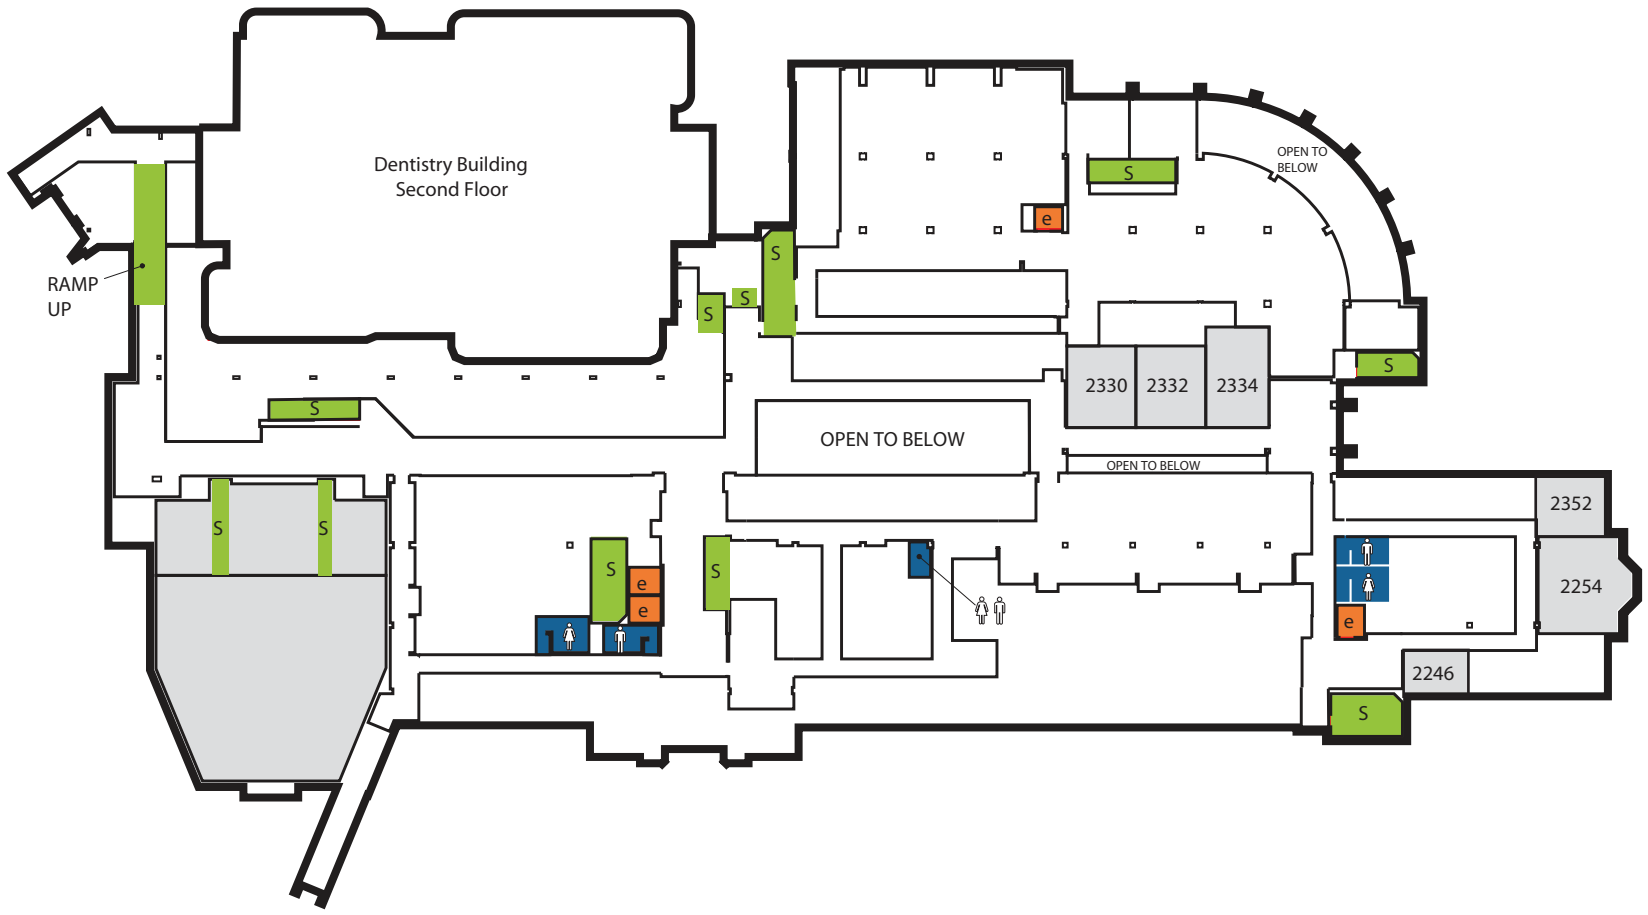 Dentistry Building
Second Floor
OPEN TO
BELOW
S
e
S
RAMP
UP
S
S
S
2330
2332
2334
S
S
OPEN TO BELOW
OPEN TO BELOW
2352
S
S
S
S
e
e
2254
e
2246
S